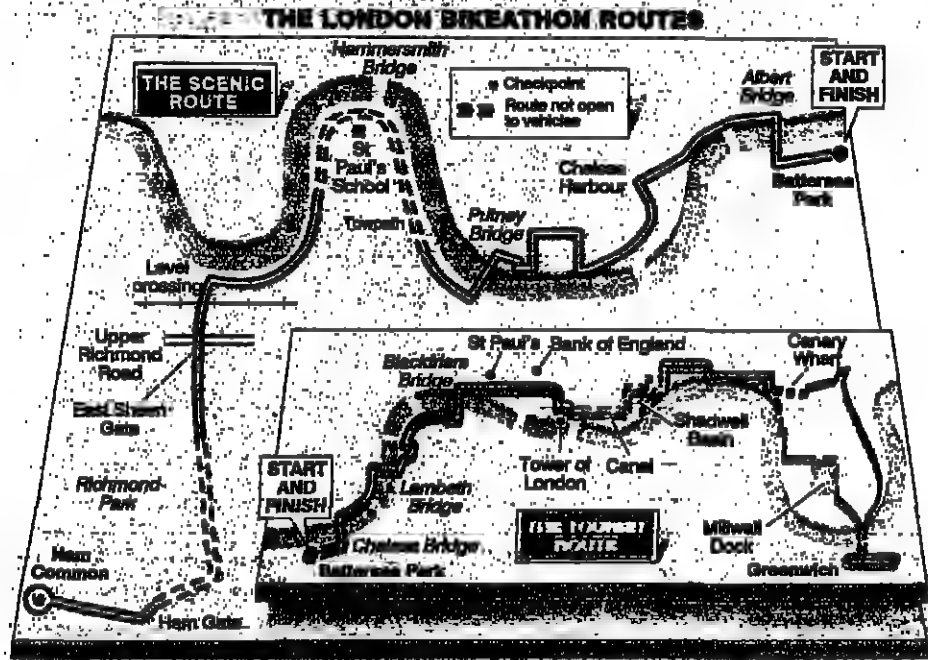 THE LONDON BIKEATHON ROUTES
THE SCENIC
ROUTE
Hammersmith
Bridge
Checkpoint
Route not open
to vehicles
Albert
Bridge
START
AND
FINISH
St
Paul's
School
Chelsea
Harbour
Battersea
Park
Towpath
Putney
Bridge
Level
crossing
Upper
Richmond
Road
East Sheen
Gate
Richmond
Park
Ham
Common
Ham Gate
St Paul's
Bank of England
Canary
Wharf
Blackfriars
Bridge
Shadwell
Basin
Tower of
London
Canal
START
AND
FINISH
Lambeth
Bridge
THE TOURIST
ROUTE
Millwall
Dock
Chelsea Bridge
Battersea Park
Greenwich